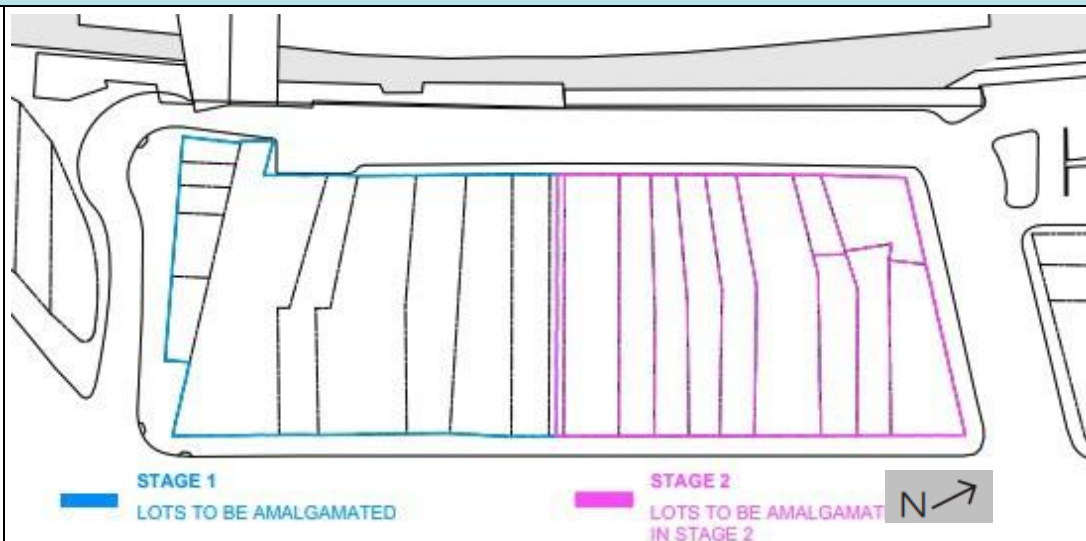 STAGE 1
LOTS TO BE AMALGAMATED
STAGE 2
LOTS TO BE AMALGAMAT
IN STAGE 2
N